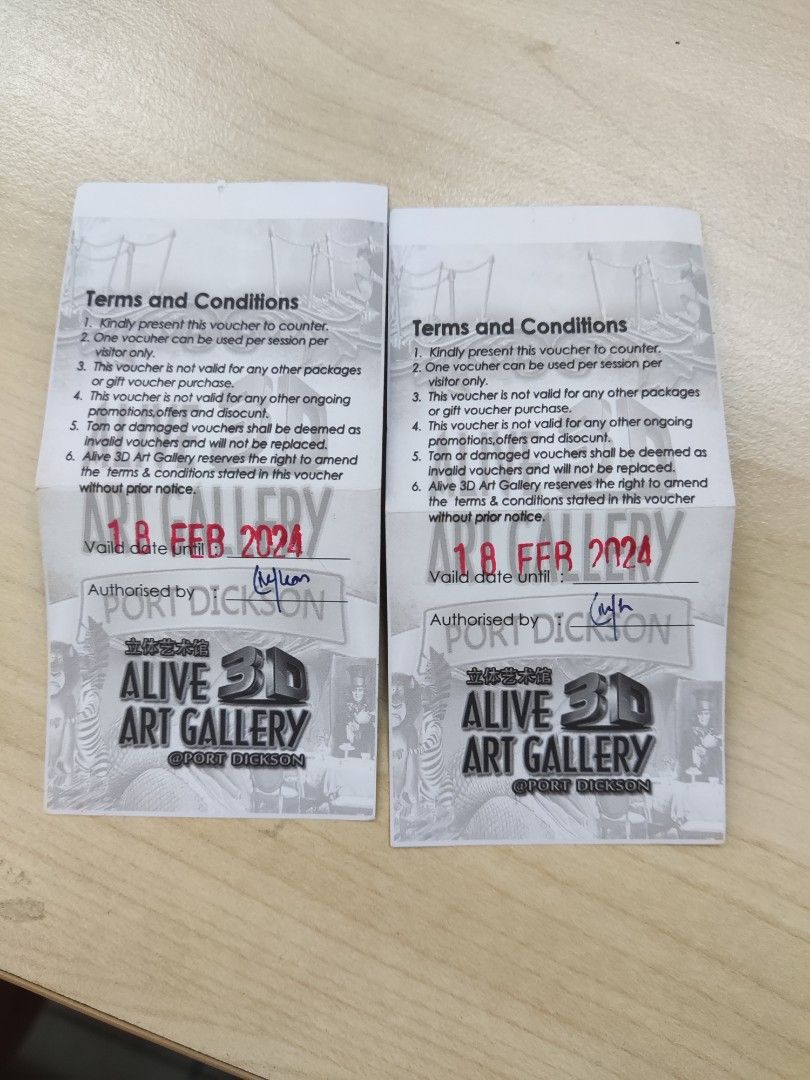 Terms and Conditions
1. Kindly present this voucher to counter.
2. One vocuher can be used per session per
visitor only.
3. This voucher is not valid for any other packages
or gift voucher purchase.
4. This voucher is not valid for any other ongoing
promotions,offers and disocunt.
5. Torn or damaged vouchers shall be deemed as
invalid vouchers and will not be replaced.
6. Alive 3D Art Gallery reserves the right to amend
the terms & conditions stated in this voucher
without prior notice.
ART GALLERY
18 FEB 2024
Vaild date until :
Authorised by :
PORT DICKSON
立体艺术馆
ALIVE 3D
ART GALLERY
@PORT DICKSON
Terms and Conditions
1. Kindly present this voucher to counter.
2. One vocuher can be used per session per
visitor only.
3. This voucher is not valid for any other packages
or gift voucher purchase.
4. This voucher is not valid for any other ongoing
promotions,offers and disocunt.
5. Torn or damaged vouchers shall be deemed as
invalid vouchers and will not be replaced.
6. Alive 3D Art Gallery reserves the right to amend
the terms & conditions stated in this voucher
without prior notice.
ART GALLERY
18 FEB 2024
Vaild date until :
Authorised by :
PORT DICKSON
立体艺术馆
ALIVE 3D
ART GALLERY
@PORT DICKSON